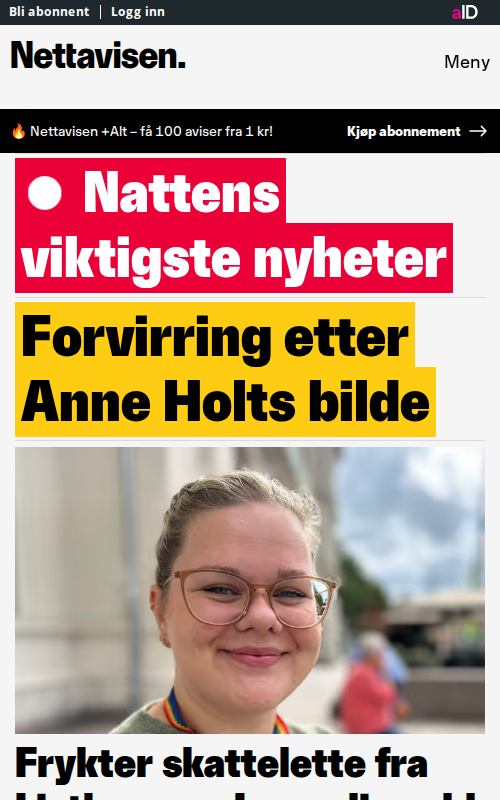 Bli abonnent | Logg inn
aID
Nettavisen.
Meny
🔥 Nettavisen +Alt – få 100 aviser fra 1 kr!
Kjøp abonnement →
Nattens
viktigste nyheter
Forvirring etter
Anne Holts bilde
Frykter skattelette fra